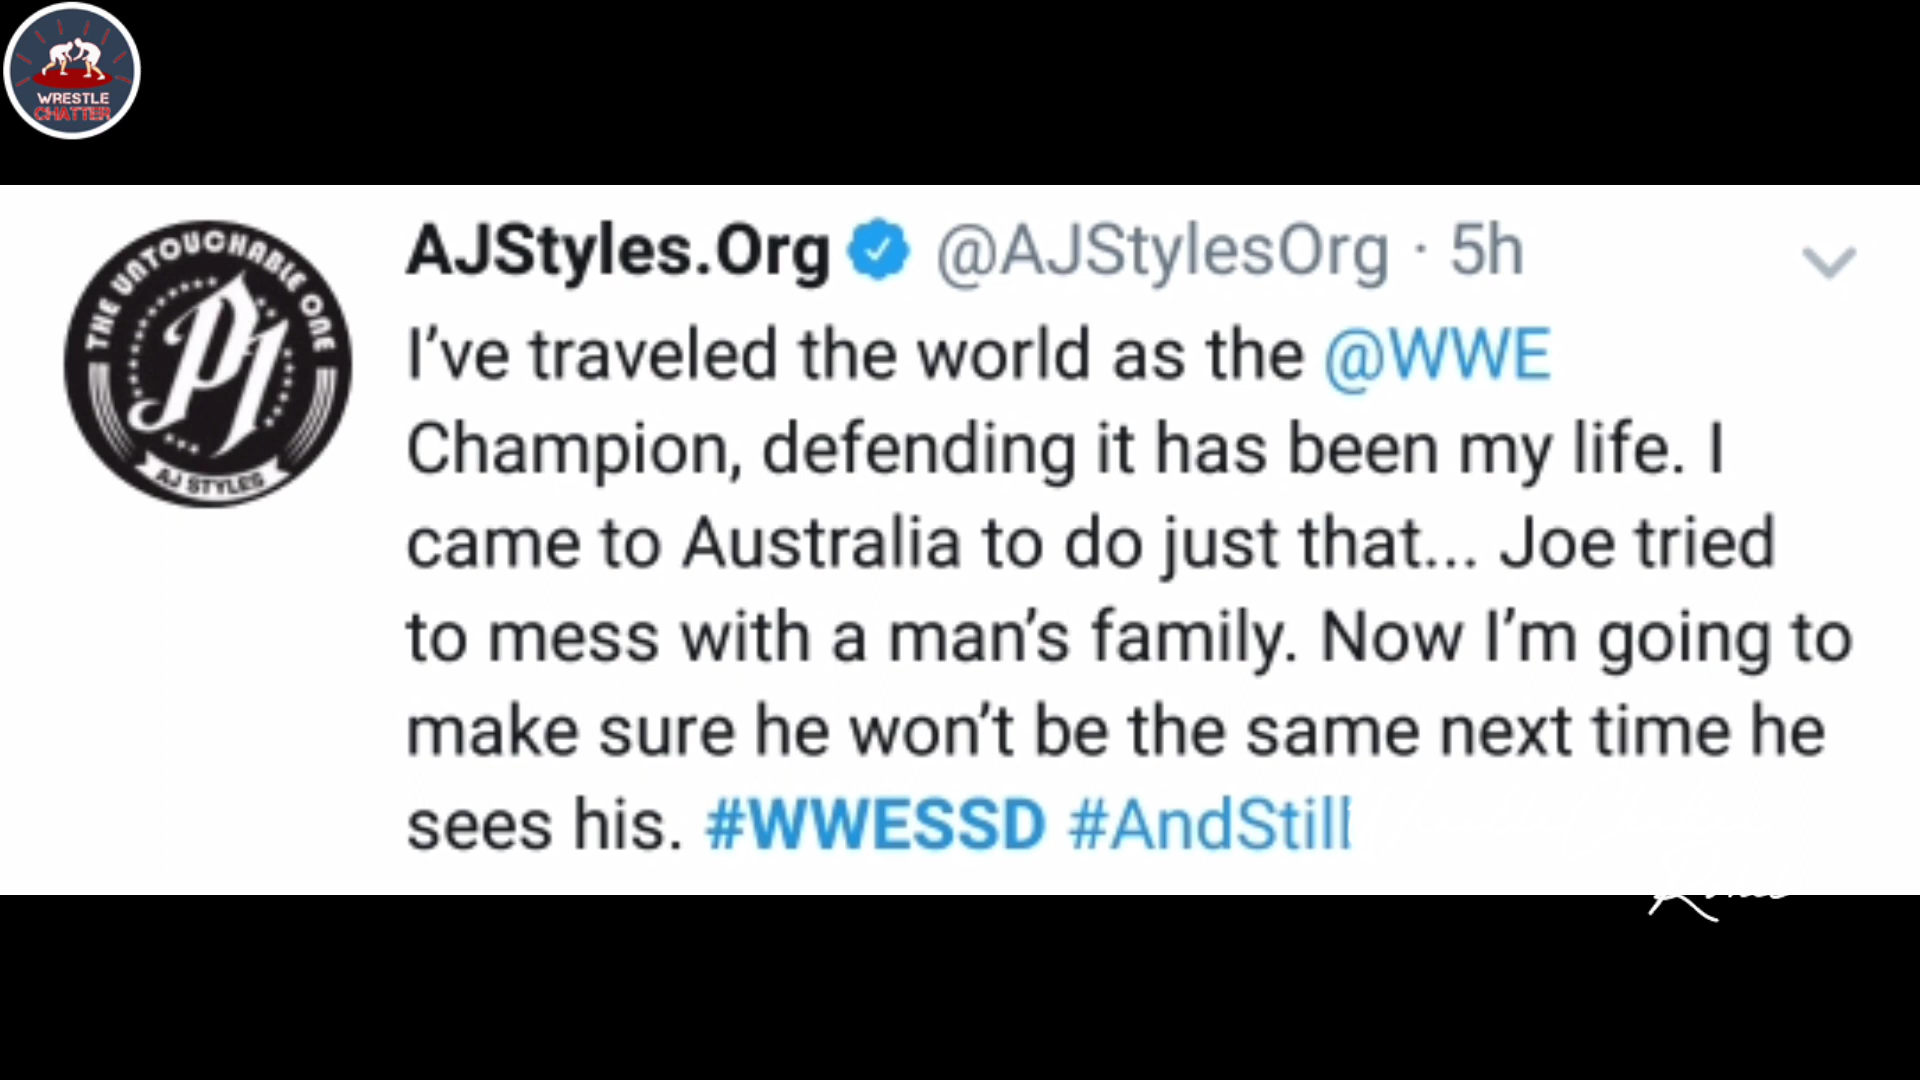 WRESTLE
CHATTER
THE UNTOUCHABLE ONE
P1
AJ STYLES
AJStyles.Org @AJStylesOrg · 5h
I’ve traveled the world as the @WWE
Champion, defending it has been my life. I
came to Australia to do just that... Joe tried
to mess with a man’s family. Now I’m going to
make sure he won’t be the same next time he
sees his. #WWESSD #AndStill